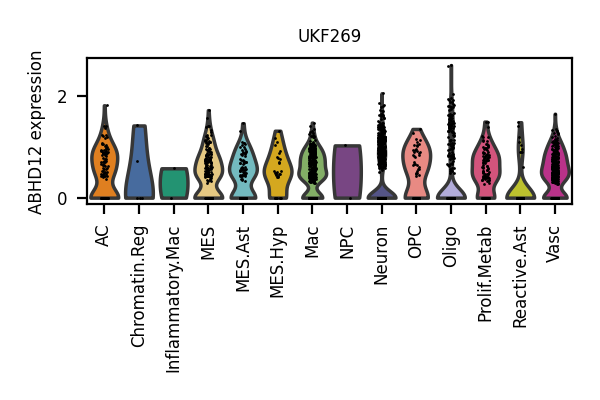 UKF269
ABHD12 expression
2
0
AC
Chromatin.Reg
Inflammatory.Mac
MES
MES.Ast
MES.Hyp
Mac
NPC
Neuron
OPC
Oligo
Prolif.Metab
Reactive.Ast
Vasc